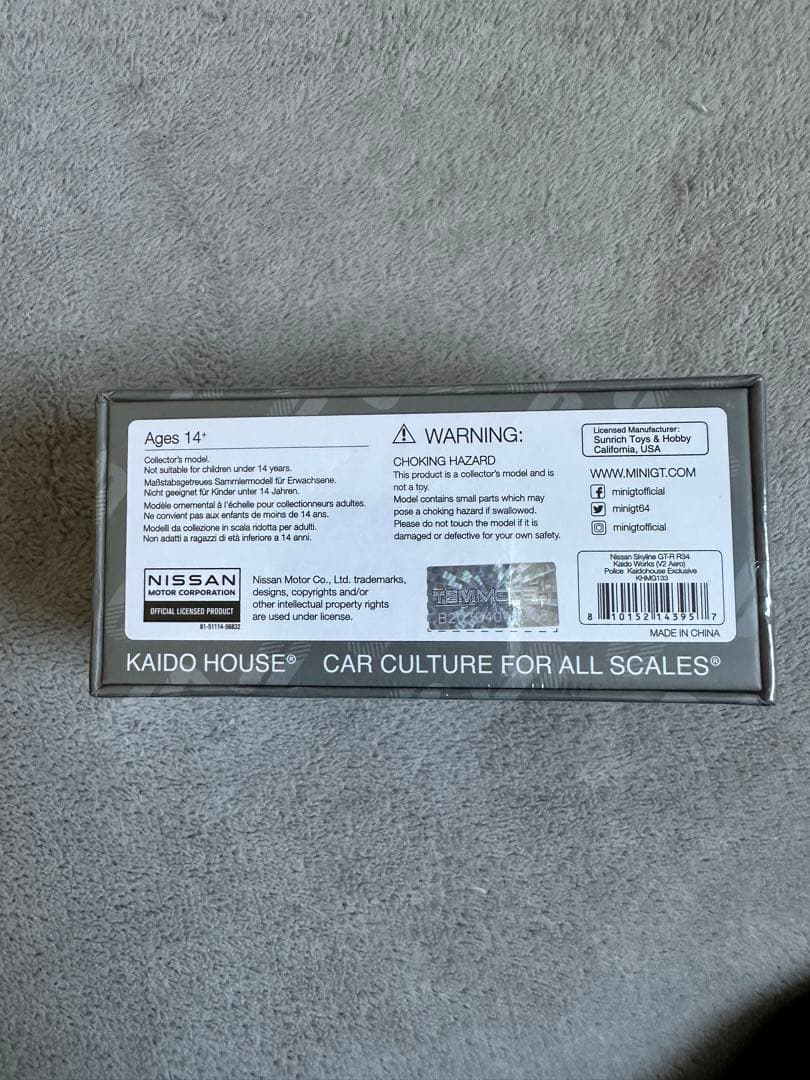 Ages 14+
Collector's model.
Not suitable for children under 14 years.
Maßstabsgetreues Sammlermodell für Erwachsene.
Nicht geeignet für Kinder unter 14 Jahren.
Modèle ornemental à l'échelle pour collectionneurs adultes.
Ne convient pas aux enfants de moins de 14 ans.
Modelli da collezione in scala ridotta per adulti.
Non adatti a ragazzi di età inferiore a 14 anni.
WARNING:
CHOKING HAZARD
This product is a collector's model and is
not a toy.
Model contains small parts which may
pose a choking hazard if swallowed.
Please do not touch the model if it is
damaged or defective for your own safety.
Licensed Manufacturer:
Sunrich Toys & Hobby
California, USA
WWW.MINIGT.COM
minigtofficial
minigt64
minigtofficial
NISSAN
MOTOR CORPORATION
OFFICIAL LICENSED PRODUCT
81-51114-56832
Nissan Motor Co., Ltd. trademarks,
designs, copyrights and/or
other intellectual property rights
are used under license.
Nissan Skyline GT-R R34
Kaido Works (V2 Aero)
Police Kaidohouse Exclusive
KHMG133
8 10152 14395 7
MADE IN CHINA
KAIDO HOUSE® CAR CULTURE FOR ALL SCALES®